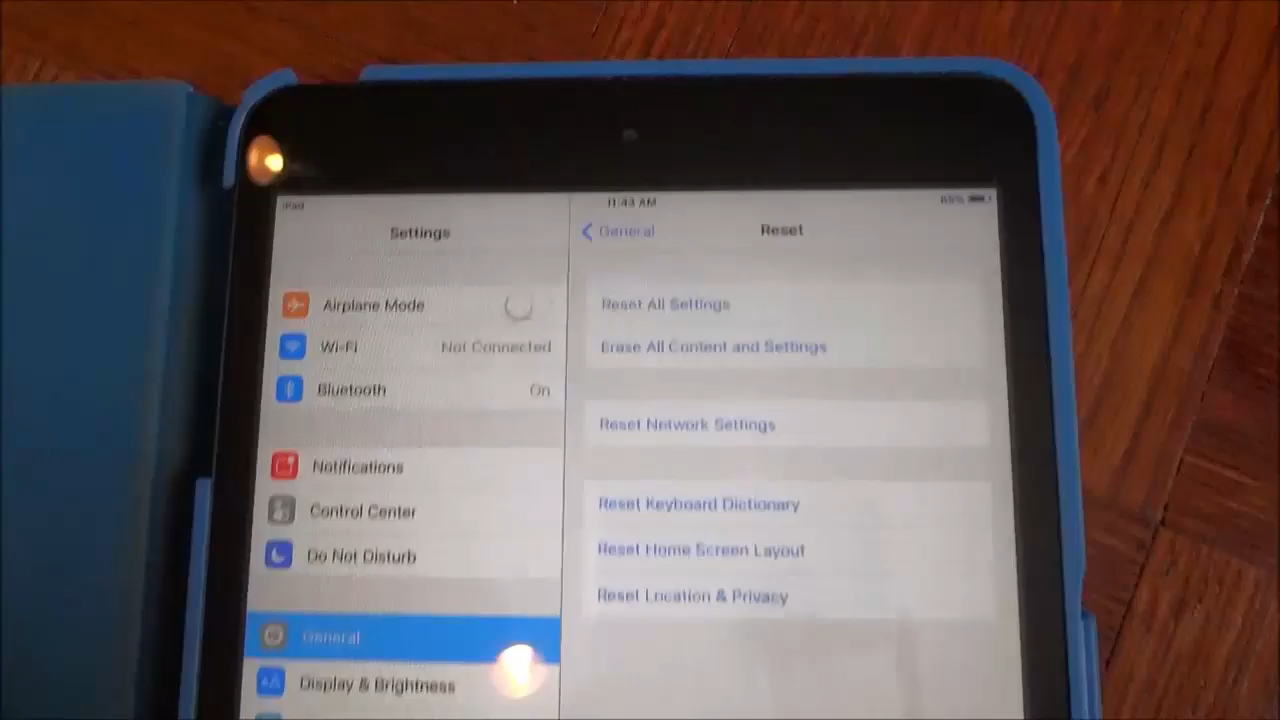 iPad
11:43 AM
Settings
Airplane Mode
Wi-Fi
Not Connected
Bluetooth
On
Notifications
Control Center
Do Not Disturb
General
Display & Brightness
General
Reset
Reset All Settings
Erase All Content and Settings
Reset Network Settings
Reset Keyboard Dictionary
Reset Home Screen Layout
Reset Location & Privacy